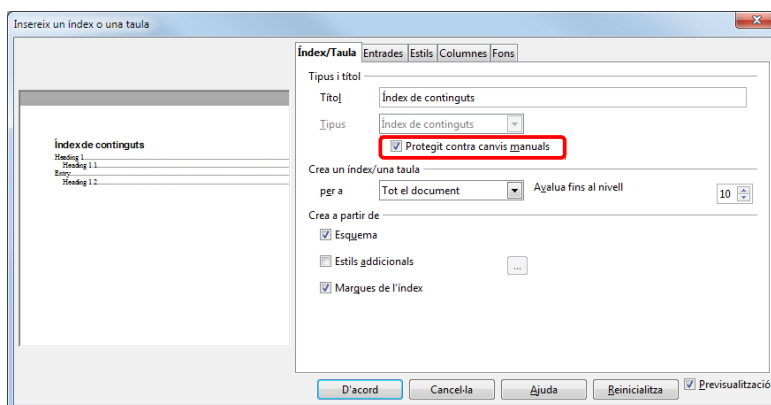 Insereix un índex o una taula
Índex/Taula Entrades Estils Columnes Fons
Tipus i títol
Títol Índex de continguts
Tipus Índex de continguts
Protegit contra canvis manuals
Crea un índex/una taula
per a Tot el document Avalua fins al nivell 10
Crea a partir de
Esquema
Estils addicionals ...
Marques de l'índex
Índex de continguts
Heading 1
Heading 1.1
Entry
Heading 1.2
D'acord Cancel·la Ajuda Reinicialitza Previsualització